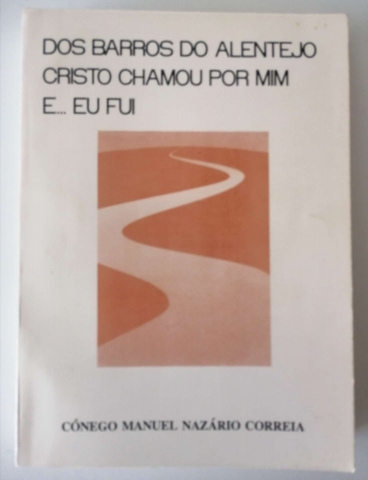 DOS BARROS DO ALENTEJO
CRISTO CHAMOU POR MIM
E... EU FUI
CÓNEGO MANUEL NAZÁRIO CORREIA